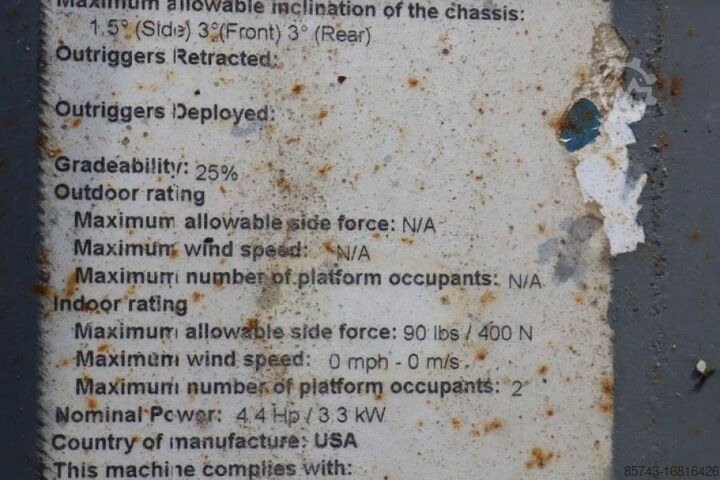 Maximum allowable inclination of the chassis:
1.5° (Side) 3°(Front) 3° (Rear)
Outriggers Retracted:
Outriggers Deployed:
Gradeability: 25%
Outdoor rating
Maximum allowable side force: N/A
Maximum wind speed: N/A
Maximum number of platform occupants: N/A
Indoor rating
Maximum allowable side force: 90 lbs / 400 N
Maximum wind speed: 0 mph - 0 m/s
Maximum number of platform occupants: 2
Nominal Power: 4.4 Hp / 3.3 kW
Country of manufacture: USA
This machine complies with:
85743-16816426